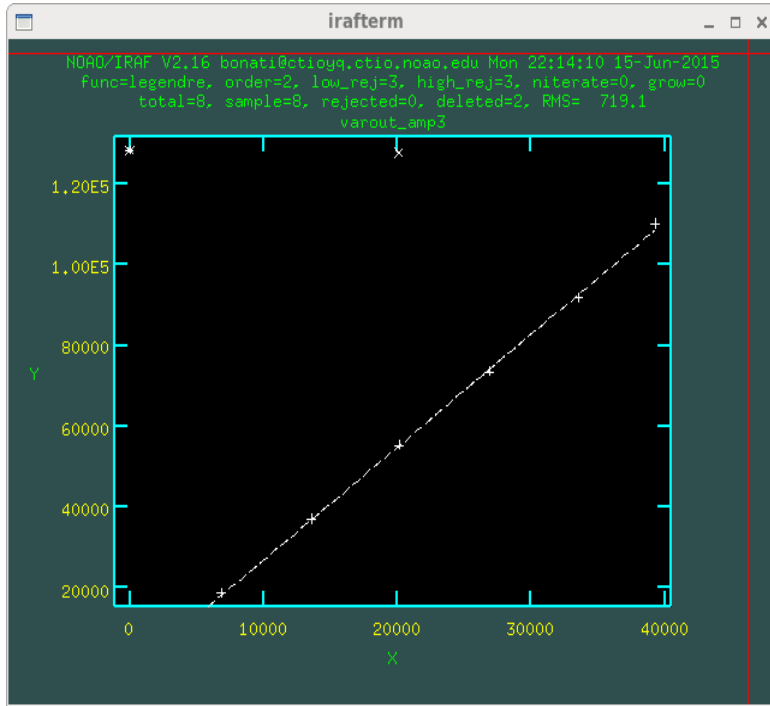 irafterm
NOAO/IRAF V2.16 bonati@ctioyq.ctio.noao.edu Mon 22:14:10 15-Jun-2015
func=legendre, order=2, low_rej=3, high_rej=3, niterate=0, grow=0
total=8, sample=8, rejected=0, deleted=2, RMS=  719.1
varout_amp3
1.20E5
1.00E5
80000
Y
60000
40000
20000
0 10000 20000 30000 40000
X